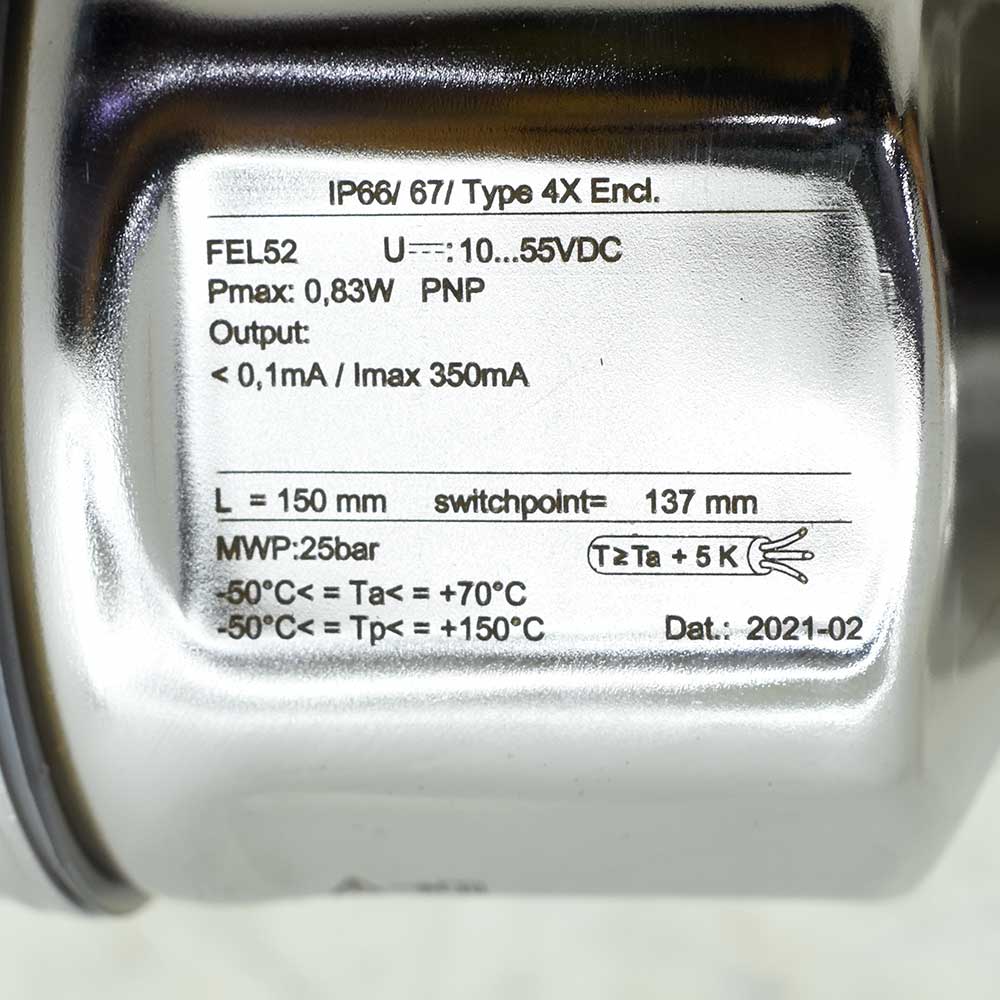 IP66/ 67/ Type 4X Encl.
FEL52 U⎓: 10...55VDC
Pmax: 0,83W PNP
Output:
< 0,1mA / Imax 350mA
L = 150 mm switchpoint= 137 mm
MWP:25bar T≥Ta + 5 K
-50°C< = Ta< = +70°C
-50°C< = Tp< = +150°C Dat.: 2021-02